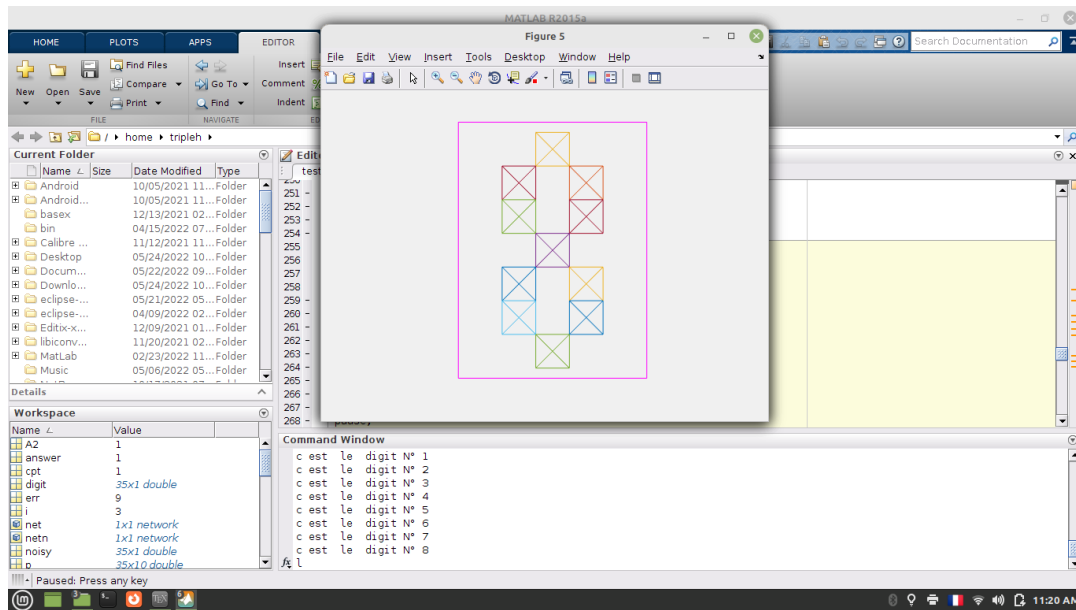 MATLAB R2015a
HOME PLOTS APPS EDITOR
Search Documentation
Figure 5
File Edit View Insert Tools Desktop Window Help
New Open Save
Find Files
Compare
Print
Go To
Find
Insert
Comment
Indent
FILE NAVIGATE
/ home tripleh
Current Folder
Name Size Date Modified Type
Android 10/05/2021 11... Folder
Android... 10/05/2021 11... Folder
basex 12/13/2021 02... Folder
bin 04/15/2022 07... Folder
Calibre ... 11/12/2021 11... Folder
Desktop 05/24/2022 10... Folder
Docum... 05/22/2022 09... Folder
Downlo... 05/24/2022 10... Folder
eclipse-... 05/21/2022 05... Folder
eclipse-... 04/09/2022 02... Folder
Editix-x... 12/09/2021 01... Folder
libiconv... 11/20/2021 02... Folder
MatLab 02/23/2022 11... Folder
Music 05/06/2022 05... Folder
Details
Workspace
Name Value
A2 1
answer 1
cpt 1
digit 35x1 double
err 9
i 3
net 1x1 network
netn 1x1 network
noisy 35x1 double
p 35x10 double
251 -
252 -
253 -
254 -
255
256
257
258
259 -
260 -
261 -
262 -
263 -
264 -
265 -
266 -
267 -
268 -
Command Window
c est le digit N° 1
c est le digit N° 2
c est le digit N° 3
c est le digit N° 4
c est le digit N° 5
c est le digit N° 6
c est le digit N° 7
c est le digit N° 8
fx l
Paused: Press any key
11:20 AM